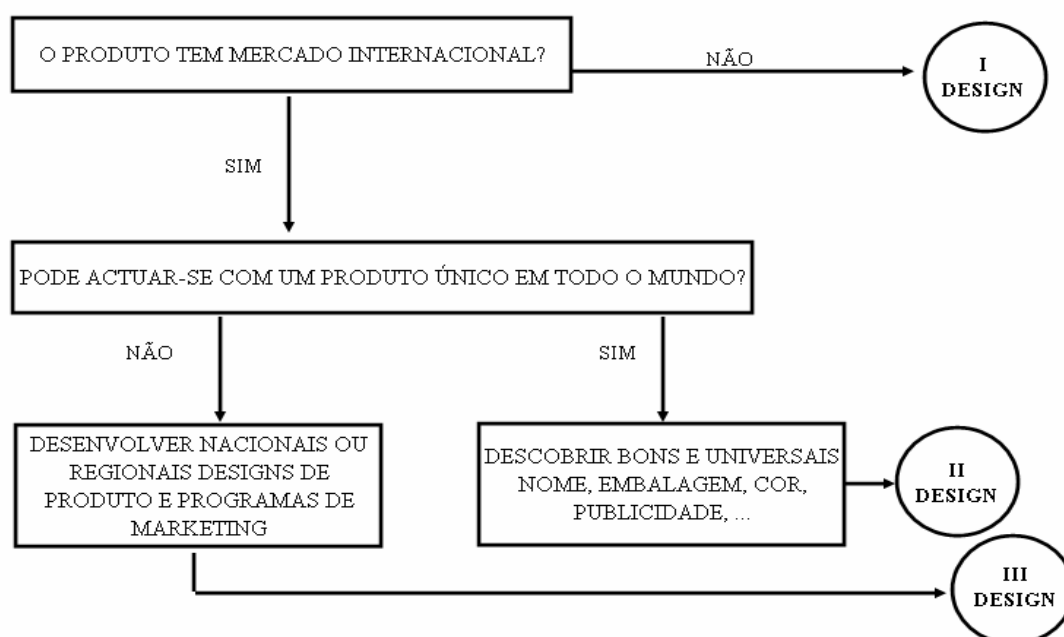 O PRODUTO TEM MERCADO INTERNACIONAL?
NÃO
I
DESIGN
SIM
PODE ACTUAR-SE COM UM PRODUTO ÚNICO EM TODO O MUNDO?
NÃO
SIM
DESENVOLVER NACIONAIS OU
REGIONAIS DESIGNS DE
PRODUTO E PROGRAMAS DE
MARKETING
DESCOBRIR BONS E UNIVERSAIS
NOME, EMBALAGEM, COR,
PUBLICIDADE, ...
II
DESIGN
III
DESIGN